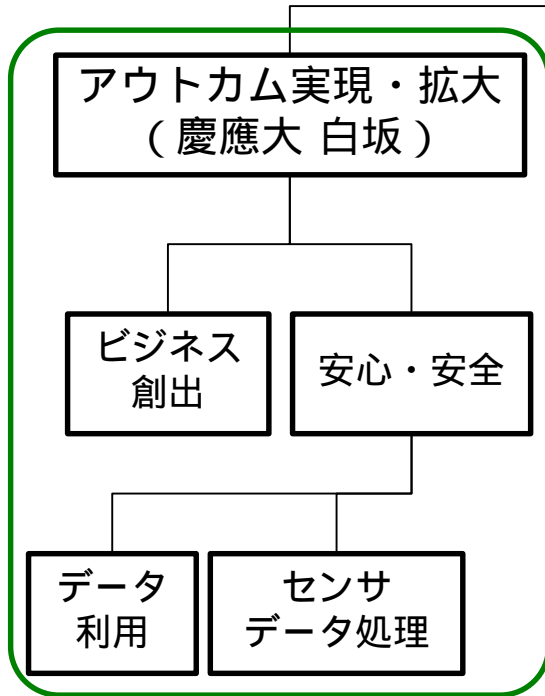 アウトカム実現・拡大
（慶應大 白坂）
ビジネス
創出
安心・安全
データ
利用
センサ
データ処理